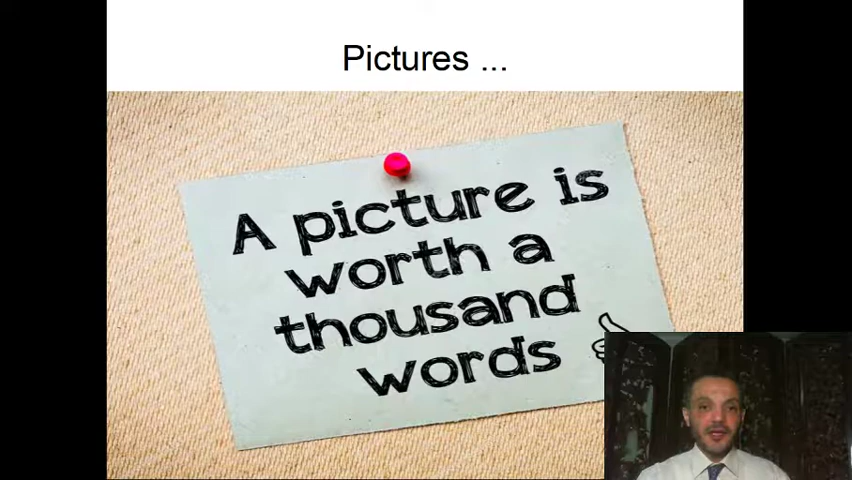 Pictures ...
A picture is
worth a
thousand
words